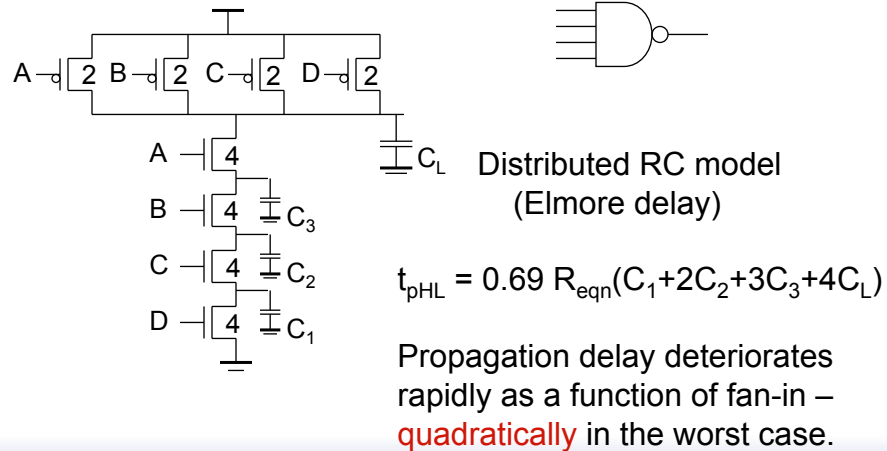 A 2 B 2 C 2 D 2
A 4
C_L
B 4
C_3
C 4
C_2
D 4
C_1
Distributed RC model
(Elmore delay)
t_pHL = 0.69 R_eqn(C_1+2C_2+3C_3+4C_L)
Propagation delay deteriorates
rapidly as a function of fan-in –
quadratically in the worst case.